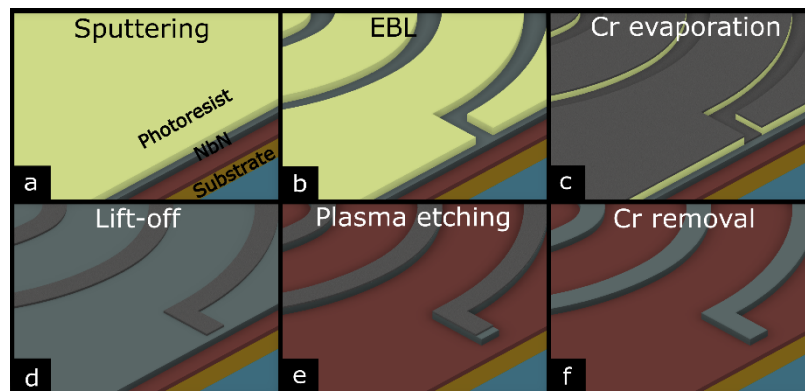 Sputtering
Photoresist
NbN
Substrate
a
EBL
b
Cr evaporation
c
Lift-off
d
Plasma etching
e
Cr removal
f